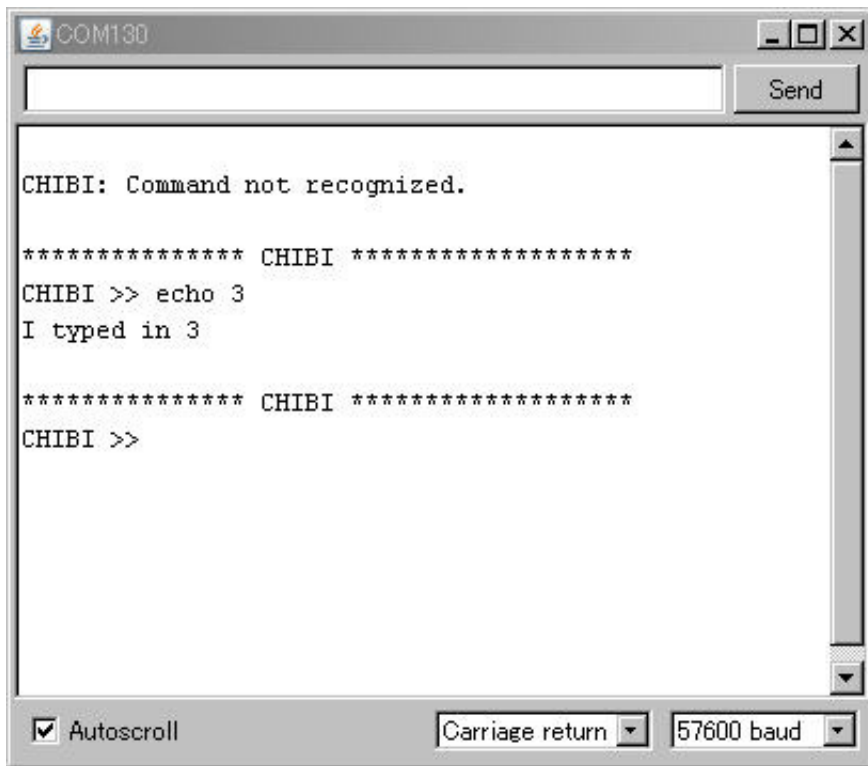 COM130
Send
CHIBI: Command not recognized.
*************** CHIBI *******************
CHIBI >> echo 3
I typed in 3
*************** CHIBI *******************
CHIBI >>
Autoscroll
Carriage return
57600 baud